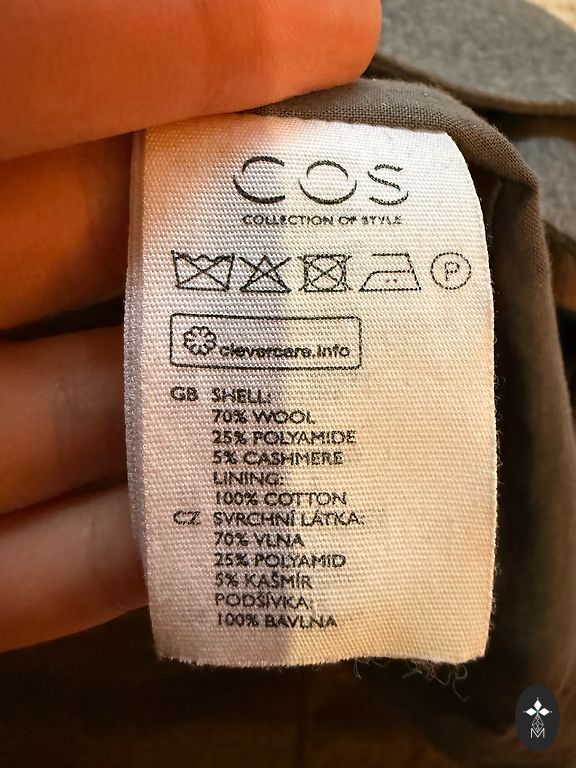 COS
COLLECTION OF STYLE
P
clevercare.info
GB SHELL:
70% WOOL
25% POLYAMIDE
5% CASHMERE
LINING:
100% COTTON
CZ SVRCHNÍ LÁTKA:
70% VLNA
25% POLYAMID
5% KAŠMÍR
PODŠÍVKA:
100% BAVLNA
M